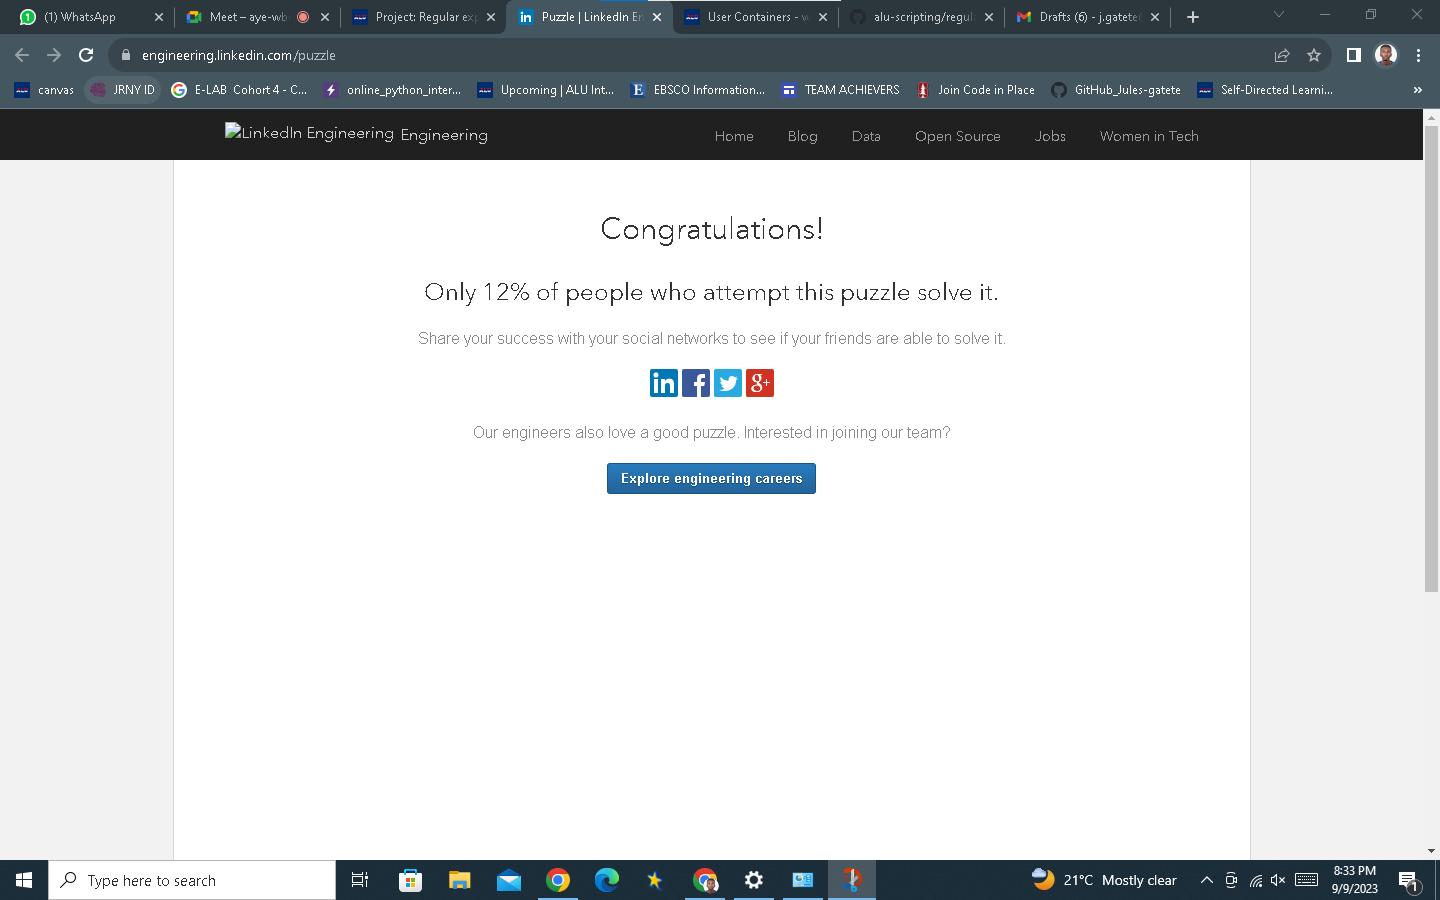 (1) WhatsApp
Meet – aye-wb
Project: Regular exp
Puzzle | LinkedIn En
User Containers - w
alu-scripting/regul
Drafts (6) - j.gatete
engineering.linkedin.com/puzzle
canvas
JRNY ID
E-LAB Cohort 4 - C...
online_python_inter...
Upcoming | ALU Int...
EBSCO Information...
TEAM ACHIEVERS
Join Code in Place
GitHub_Jules-gatete
Self-Directed Learni...
»
LinkedIn Engineering Engineering
Home
Blog
Data
Open Source
Jobs
Women in Tech
Congratulations!
Only 12% of people who attempt this puzzle solve it.
Share your success with your social networks to see if your friends are able to solve it.
in f g+
Our engineers also love a good puzzle. Interested in joining our team?
Explore engineering careers
Type here to search
21°C Mostly clear
8:33 PM
9/9/2023
1